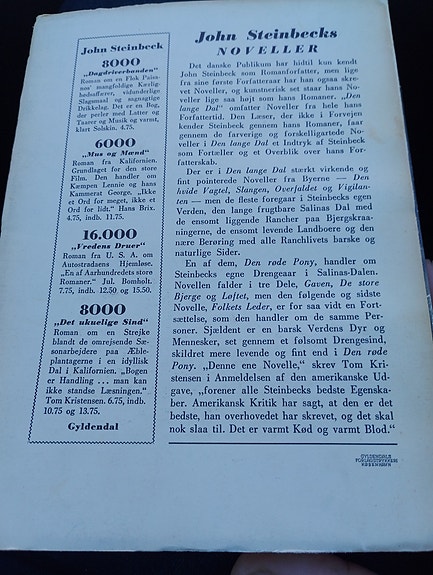 John Steinbeck
8000
„Dagdriverbanden"
Roman om en Flok Paisa-
nos' mangfoldige Kærlig-
hedsaffærer, vidunderlige
Slagsmaal og sagnagtige
Drikkelag. Det er en Bog,
der perler mod Latter og
Taarer og Musik og varmt,
klart Solskin. 4.75.
6000
„Mus og Mænd"
Roman fra Kalifornien.
Grundlaget for den store
Film. Den handler om
Kæmpen Lennie og hans
Kammerat George. „Ikke
et Ord for meget, ikke et
Ord for lidt." Hans Brix.
4.75, indb. 11.75.
16.000
„Vredens Druer"
Roman fra U. S. A. om
Autostradaens Hjemløse.
„En af Aarhundredets store
Romaner." Jul. Bomholt.
7.75, indb. 12.50 og 15.50.
8000
„Det ukuelige Sind"
Roman om en Strejke
blandt de omrejsende Sæ-
sonarbejdere paa Æble-
plantagerne i en idyllisk
Dal i Kalifornien. „Bogen
er Handling . . . man kan
ikke standse Læsningen."
Tom Kristensen. 6.75, indb.
10.75 og 13.75.
Gyldendal
John Steinbecks
NOVELLER
Det danske Publikum har hidtil kun kendt
John Steinbeck som Romanforfatter, men lige
fra sine første Forfatteraar har han ogsaa skre-
vet Noveller, og kunstnerisk set staar hans No-
veller lige saa højt som hans Romaner. „Den
lange Dal" omfatter Noveller fra hele hans
Forfattertid. Den Læser, der ikke i Forvejen
kender Steinbeck gennem hans Romaner, faar
gennem de farverige og forskelligartede No-
veller i Den lange Dal et Indtryk af Steinbeck
som Fortæller og et Overblik over hans For-
fatterskab.
Der er i Den lange Dal stærkt virkende og
fint pointerede Noveller fra Byerne — Den
hvide Vagtel, Slangen, Overfaldet og Vigilan-
ten — men de fleste foregaar i Steinbecks egen
Verden, den lange frugtbare Salinas Dal med
de ensomt liggende Rancher paa Bjergskraa-
ningerne, de ensomt levende Landboere og den
nære Berøring med alle Ranchlivets barske og
naturlige Sider.
En af dem, Den røde Pony, handler om
Steinbecks egne Drengeaar i Salinas-Dalen.
Novellen falder i tre Dele, Gaven, De store
Bjerge og Løftet, men den følgende og sidste
Novelle, Folkets Leder, er for saa vidt en Fort-
sættelse, som den handler om de samme Per-
soner. Sjældent er en barsk Verdens Dyr og
Mennesker, set gennem et følsomt Drengesind,
skildret mere levende og fint end i Den røde
Pony. „Denne ene Novelle," skrev Tom Kri-
stensen i Anmeldelsen af den amerikanske Ud-
gave, „forener alle Steinbecks bedste Egenska-
ber. Amerikansk Kritik har sagt, at den er det
bedste, han overhovedet har skrevet, og det skal
nok slaa til. Det er varmt Kød og varmt Blod."
GYLDENDALS
FORLAGSTRYKKERI
KØBENHAVN